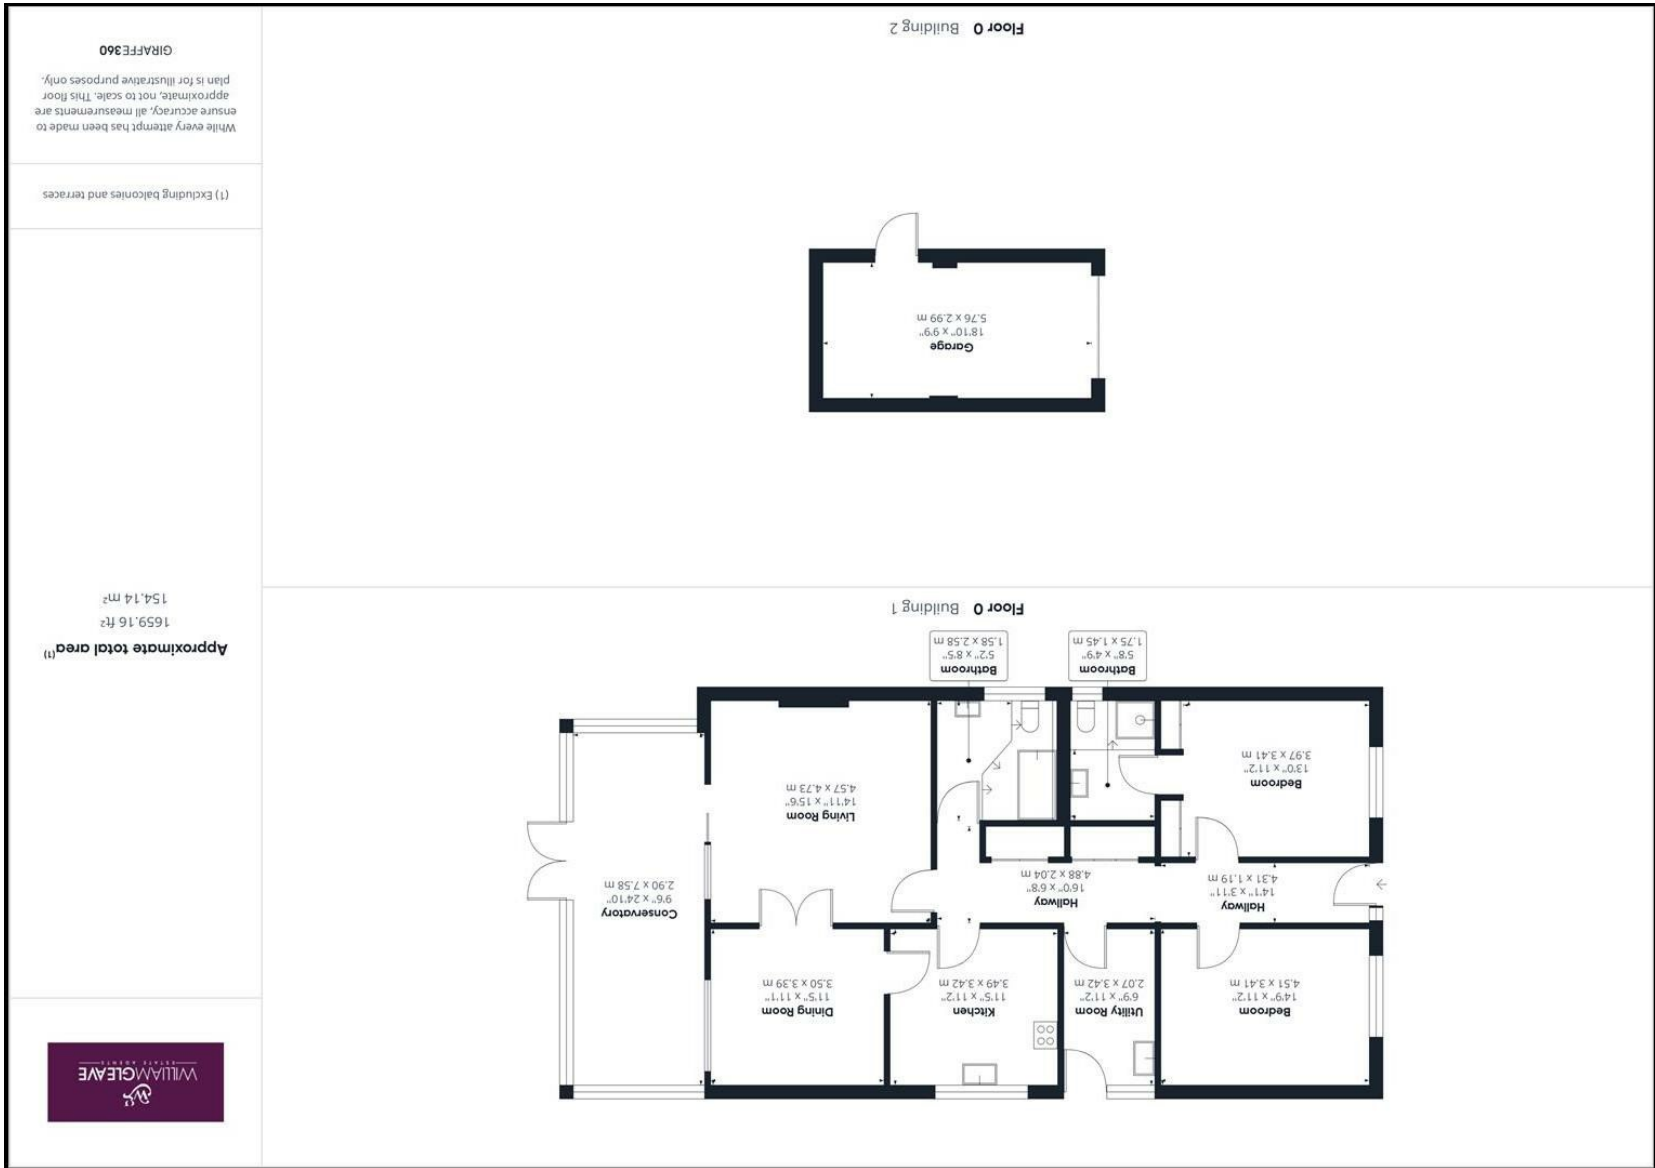 Bedroom
14'9" x 11'2"
4.51 x 3.41 m
Utility Room
6'9" x 11'2"
2.07 x 3.42 m
Kitchen
11'5" x 11'2"
3.49 x 3.42 m
Dining Room
11'5" x 11'1"
3.50 x 3.39 m
Hallway
14'1" x 3'11"
4.31 x 1.19 m
Hallway
16'0" x 6'8"
4.88 x 2.04 m
Conservatory
9'6" x 24'10"
2.90 x 7.58 m
Bedroom
13'0" x 11'2"
3.97 x 3.41 m
Living Room
14'11" x 15'6"
4.57 x 4.73 m
Bathroom
5'8" x 4'9"
1.75 x 1.45 m
Bathroom
5'2" x 8'5"
1.58 x 2.58 m
Floor 0 Building 1
Garage
18'10" x 9'9"
5.76 x 2.99 m
Floor 0 Building 2
WG
WILLIAMGLEAVE
ESTATE AGENTS
Approximate total area(1)
1659.16 ft²
154.14 m²
(1) Excluding balconies and terraces
While every attempt has been made to
ensure accuracy, all measurements are
approximate, not to scale. This floor
plan is for illustrative purposes only.
GIRAFFE360